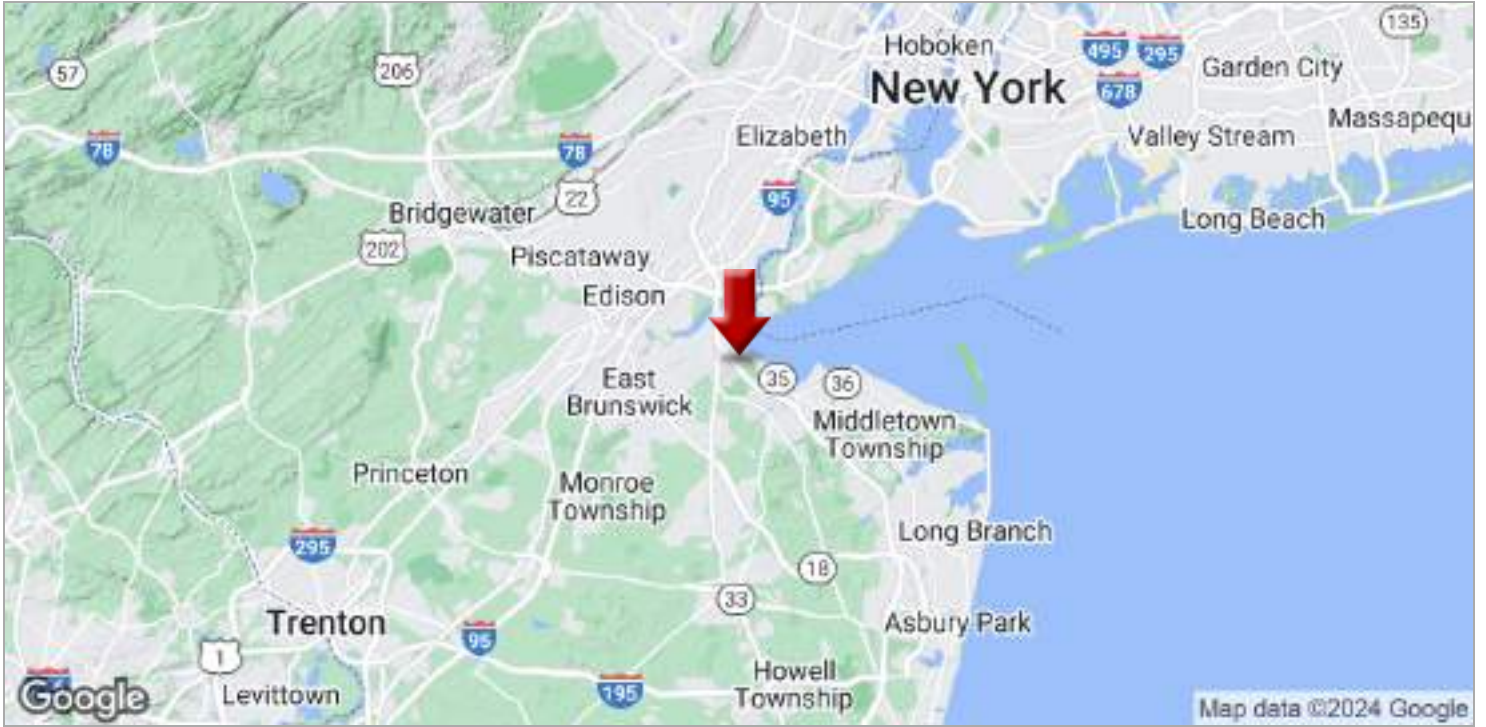 135
Hoboken
495
295
57
206
Garden City
New York
678
Massapequ
Elizabeth
Valley Stream
78
78
22
95
Bridgewater
Long Beach
202
Piscataway
Edison
East
Brunswick
35
36
Middletown
Township
Princeton
Monroe
Township
Long Branch
295
18
33
Trenton
95
Asbury Park
1
Howell
Township
195
Levittown
Google
Map data ©2024 Google